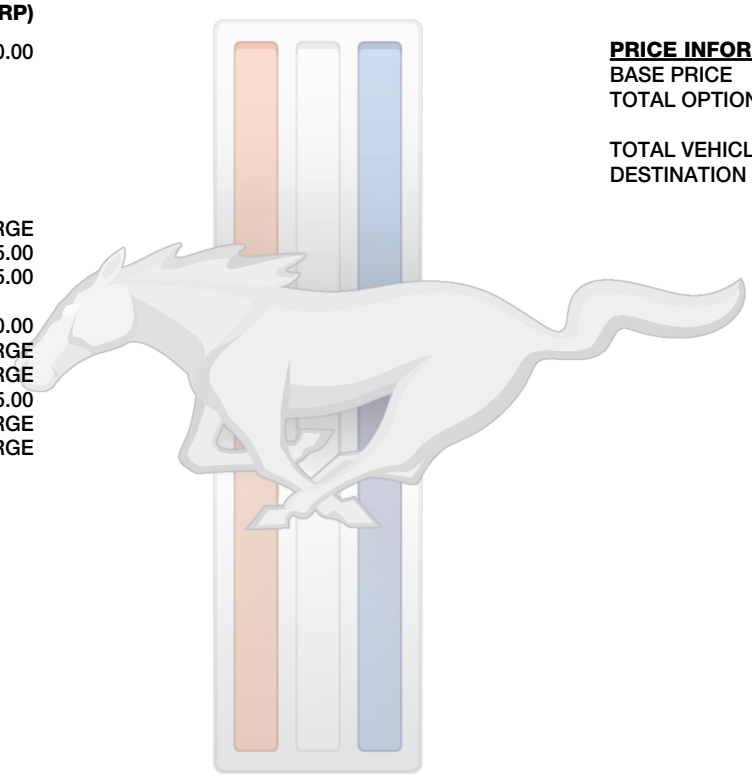 RP)
0.00
RGE
5.00
5.00
0.00
RGE
RGE
5.00
RGE
RGE
PRICE INFOR
BASE PRICE
TOTAL OPTION
TOTAL VEHICL
DESTINATION